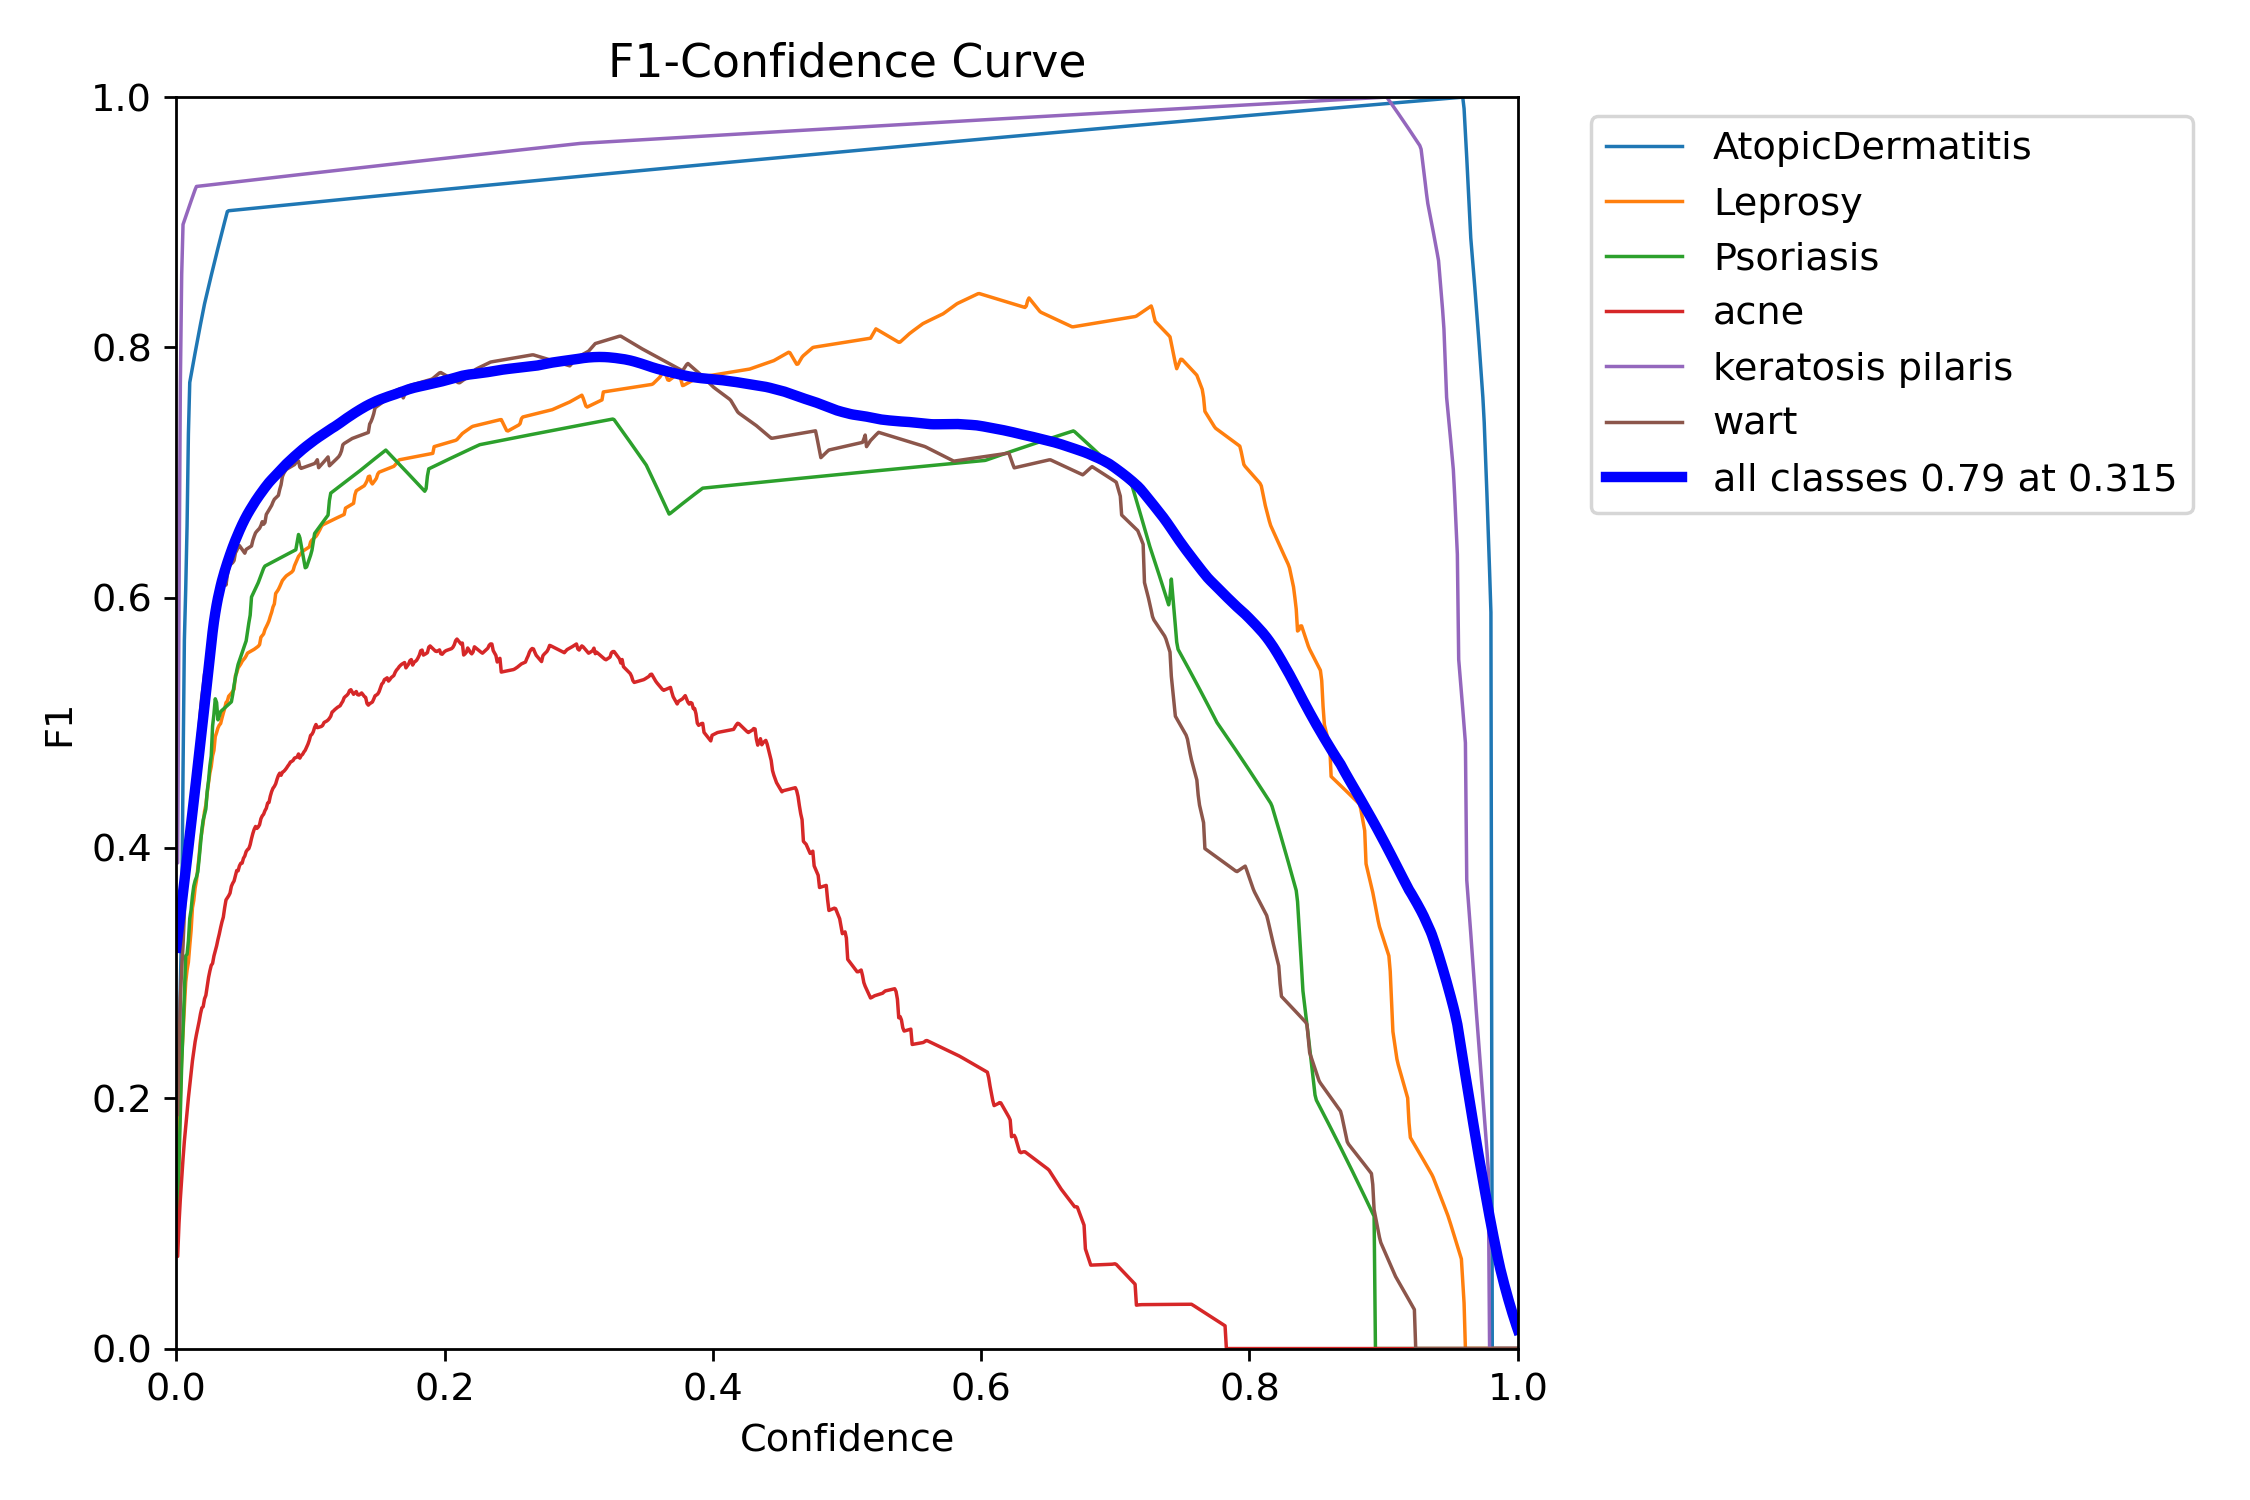 F1-Confidence Curve
1.0
0.8
0.6
0.4
0.2
0.0
F1
0.0 0.2 0.4 0.6 0.8 1.0
Confidence
AtopicDermatitis
Leprosy
Psoriasis
acne
keratosis pilaris
wart
all classes 0.79 at 0.315